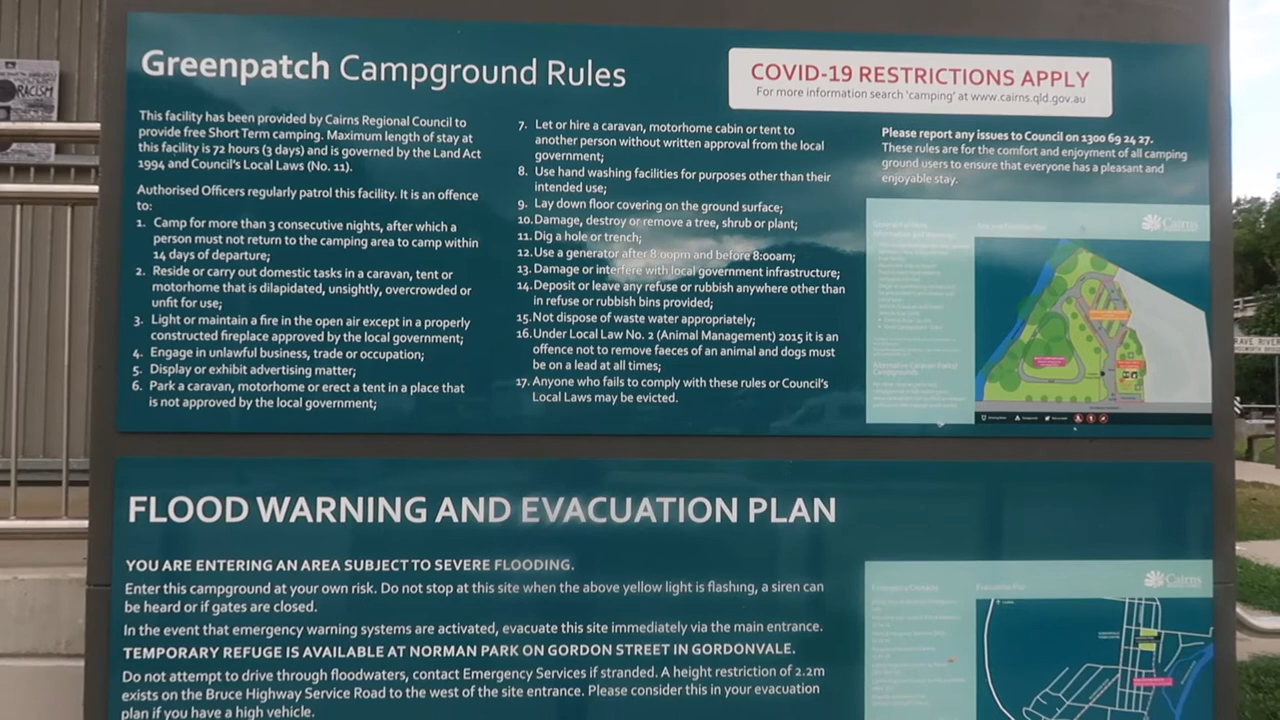 RACISM
Greenpatch Campground Rules
This facility has been provided by Cairns Regional Council to
provide free Short Term camping. Maximum length of stay at
this facility is 72 hours (3 days) and is governed by the Land Act
1994 and Council's Local Laws (No. 11).
Authorised Officers regularly patrol this facility. It is an offence
to:
1. Camp for more than 3 consecutive nights, after which a
person must not return to the camping area to camp within
14 days of departure;
2. Reside or carry out domestic tasks in a caravan, tent or
motorhome that is dilapidated, unsightly, overcrowded or
unfit for use;
3. Light or maintain a fire in the open air except in a properly
constructed fireplace approved by the local government;
4. Engage in unlawful business, trade or occupation;
5. Display or exhibit advertising matter;
6. Park a caravan, motorhome or erect a tent in a place that
is not approved by the local government;
7. Let or hire a caravan, motorhome cabin or tent to
another person without written approval from the local
government;
8. Use hand washing facilities for purposes other than their
intended use;
9. Lay down floor covering on the ground surface;
10. Damage, destroy or remove a tree, shrub or plant;
11. Dig a hole or trench;
12. Use a generator after 8:00pm and before 8:00am;
13. Damage or interfere with local government infrastructure;
14. Deposit or leave any refuse or rubbish anywhere other than
in refuse or rubbish bins provided;
15. Not dispose of waste water appropriately;
16. Under Local Law No. 2 (Animal Management) 2015 it is an
offence not to remove faeces of an animal and dogs must
be on a lead at all times;
17. Anyone who fails to comply with these rules or Council's
Local Laws may be evicted.
COVID-19 RESTRICTIONS APPLY
For more information search 'camping' at www.cairns.qld.gov.au
Please report any issues to Council on 1300 69 24 27.
These rules are for the comfort and enjoyment of all camping
ground users to ensure that everyone has a pleasant and
enjoyable stay.
Cairns
RAVE RIVER
FLOOD WARNING AND EVACUATION PLAN
YOU ARE ENTERING AN AREA SUBJECT TO SEVERE FLOODING.
Enter this campground at your own risk. Do not stop at this site when the above yellow light is flashing, a siren can
be heard or if gates are closed.
In the event that emergency warning systems are activated, evacuate this site immediately via the main entrance.
TEMPORARY REFUGE IS AVAILABLE AT NORMAN PARK ON GORDON STREET IN GORDONVALE.
Do not attempt to drive through floodwaters, contact Emergency Services if stranded. A height restriction of 2.2m
exists on the Bruce Highway Service Road to the west of the site entrance. Please consider this in your evacuation
plan if you have a high vehicle.
Emergency Contacts
Evacuation Plan
Cairns